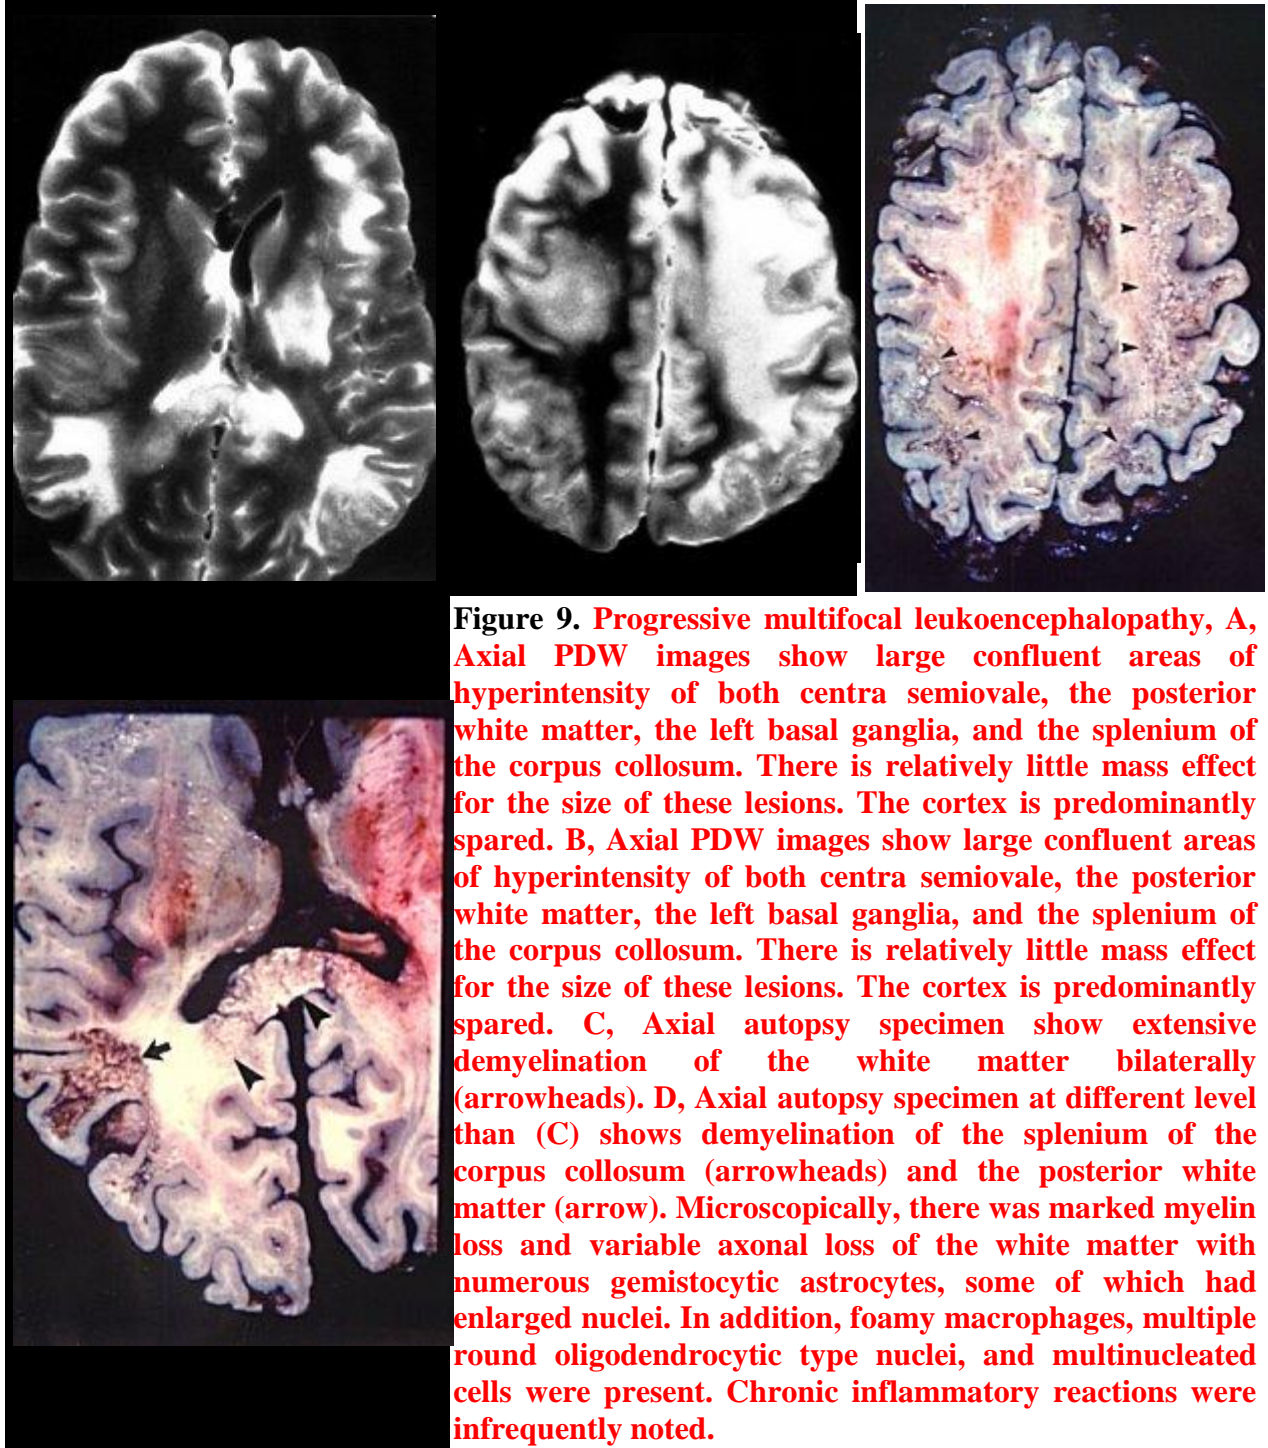 Figure 9. Progressive multifocal leukoencephalopathy, A,
Axial PDW images show large confluent areas of
hyperintensity of both centra semiovale, the posterior
white matter, the left basal ganglia, and the splenium of
the corpus collosum. There is relatively little mass effect
for the size of these lesions. The cortex is predominantly
spared. B, Axial PDW images show large confluent areas
of hyperintensity of both centra semiovale, the posterior
white matter, the left basal ganglia, and the splenium of
the corpus collosum. There is relatively little mass effect
for the size of these lesions. The cortex is predominantly
spared. C, Axial autopsy specimen show extensive
demyelination of the white matter bilaterally
(arrowheads). D, Axial autopsy specimen at different level
than (C) shows demyelination of the splenium of the
corpus collosum (arrowheads) and the posterior white
matter (arrow). Microscopically, there was marked myelin
loss and variable axonal loss of the white matter with
numerous gemistocytic astrocytes, some of which had
enlarged nuclei. In addition, foamy macrophages, multiple
round oligodendrocytic type nuclei, and multinucleated
cells were present. Chronic inflammatory reactions were
infrequently noted.